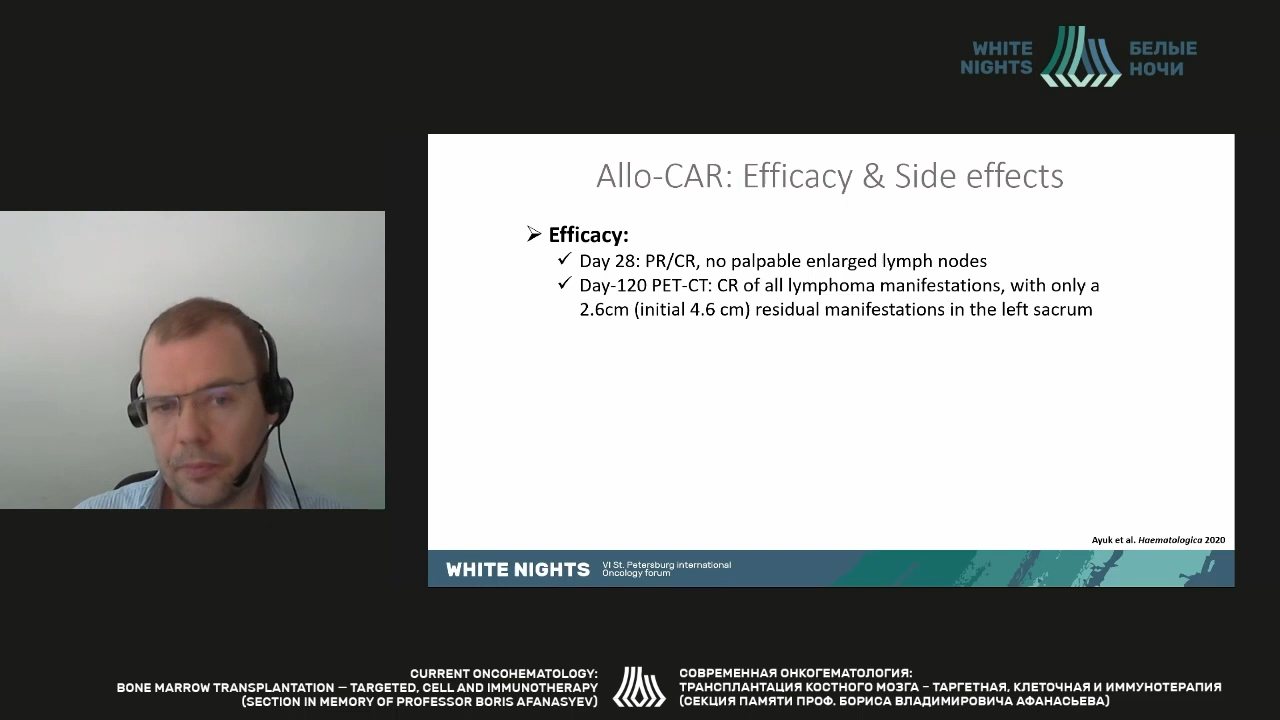 WHITE
NIGHTS
БЕЛЫЕ
НОЧИ
Allo-CAR: Efficacy & Side effects
➢ Efficacy:
✓ Day 28: PR/CR, no palpable enlarged lymph nodes
✓ Day-120 PET-CT: CR of all lymphoma manifestations, with only a
2.6cm (initial 4.6 cm) residual manifestations in the left sacrum
Ayuk et al. Haematologica 2020
WHITE NIGHTS
VI St. Petersburg international
Oncology forum
CURRENT ONCOHEMATOLOGY:
BONE MARROW TRANSPLANTATION – TARGETED, CELL AND IMMUNOTHERAPY
(SECTION IN MEMORY OF PROFESSOR BORIS AFANASYEV)
СОВРЕМЕННАЯ ОНКОГЕМАТОЛОГИЯ:
ТРАНСПЛАНТАЦИЯ КОСТНОГО МОЗГА – ТАРГЕТНАЯ, КЛЕТОЧНАЯ И ИММУНОТЕРАПИЯ
(СЕКЦИЯ ПАМЯТИ ПРОФ. БОРИСА ВЛАДИМИРОВИЧА АФАНАСЬЕВА)